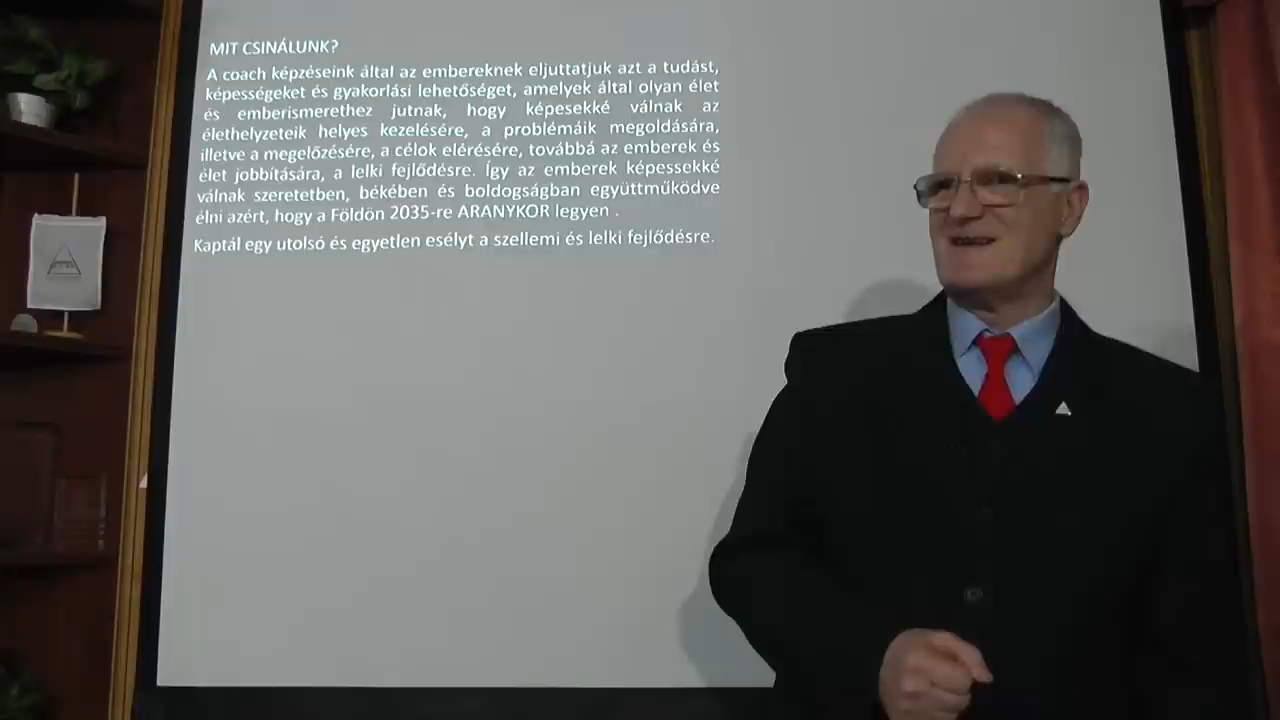 MIT CSINÁLUNK?
A coach képzéseink által az embereknek eljuttatjuk azt a tudást,
képességeket és gyakorlási lehetőséget, amelyek által olyan élet
és emberismerethez jutnak, hogy képesekké válnak az
élethelyzeteik helyes kezelésére, a problémáik megoldására,
illetve a megelőzésére, a célok elérésére, továbbá az emberek és
élet jobbítására, a lelki fejlődésre. Így az emberek képessekké
válnak szeretetben, békében és boldogságban együttműködve
élni azért, hogy a Földön 2035-re ARANYKOR legyen .
Kaptál egy utolsó és egyetlen esélyt a szellemi és lelki fejlődésre.